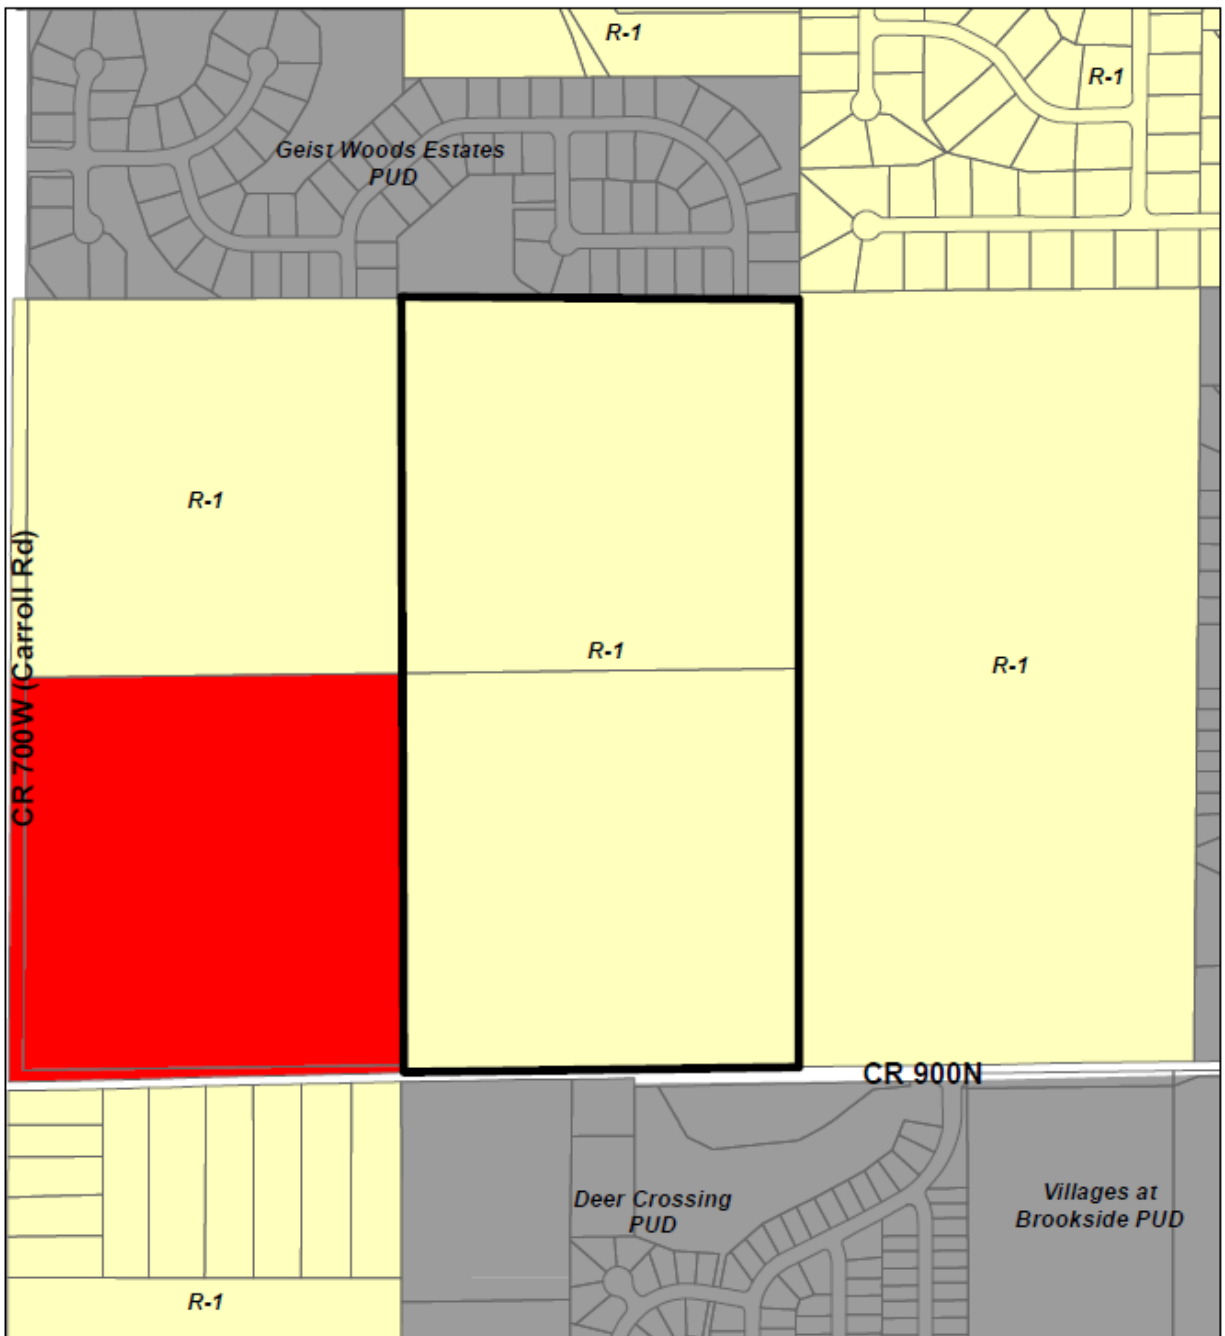 R-1
R-1
Geist Woods Estates
PUD
R-1
CR 700W (Carroll Rd)
R-1
R-1
CR 900N
Deer Crossing
PUD
Villages at
Brookside PUD
R-1